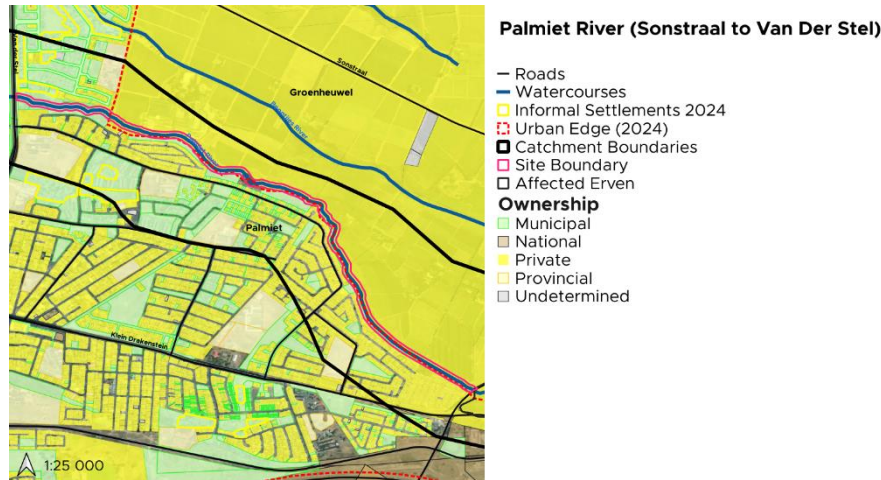 Palmiet River (Sonstraal to Van Der Stel)
Roads
Watercourses
Informal Settlements 2024
Urban Edge (2024)
Catchment Boundaries
Site Boundary
Affected Erven
Ownership
Municipal
National
Private
Provincial
Undetermined
Sonstraal
Groenheuwel
Palmiet
Klein Drakenstein
1:25 000